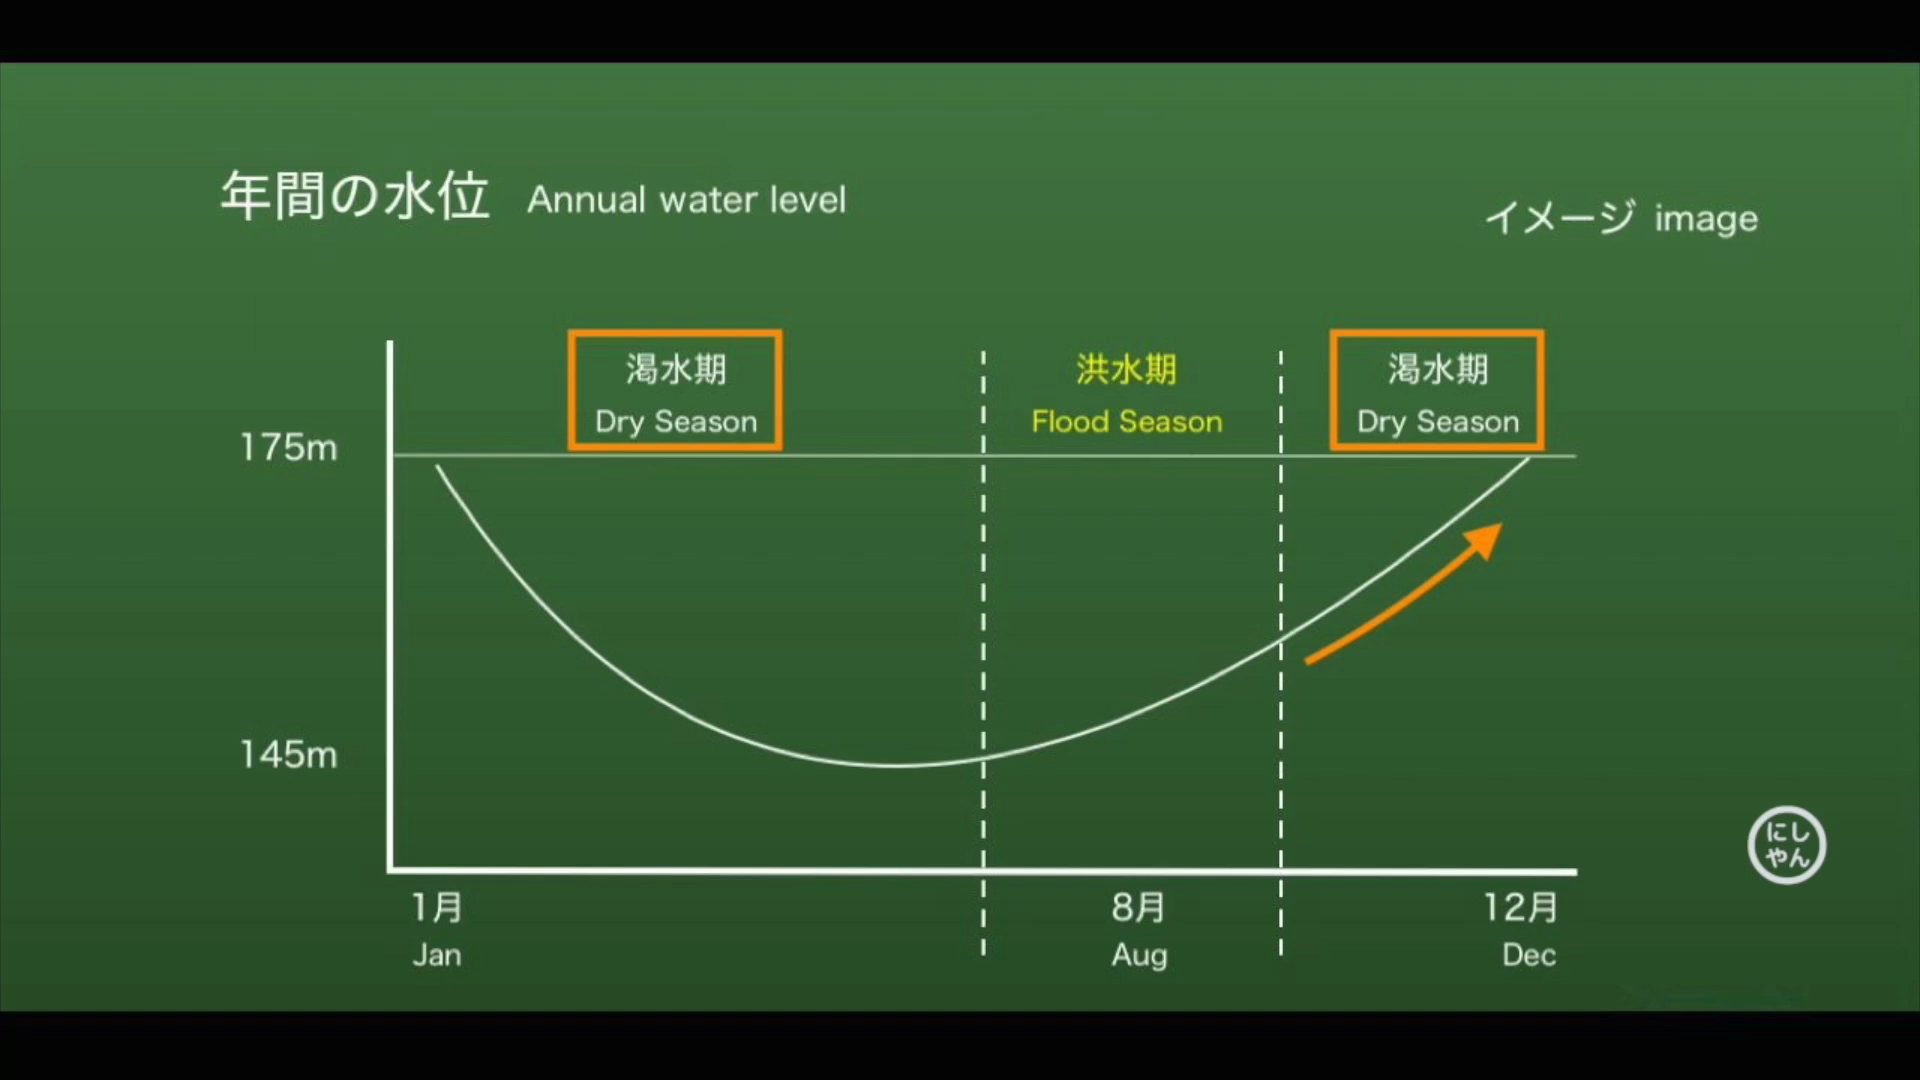 年間の水位 Annual water level
イメージ image
渇水期
Dry Season
洪水期
Flood Season
渇水期
Dry Season
175m
145m
1月
Jan
8月
Aug
12月
Dec
にし
やん